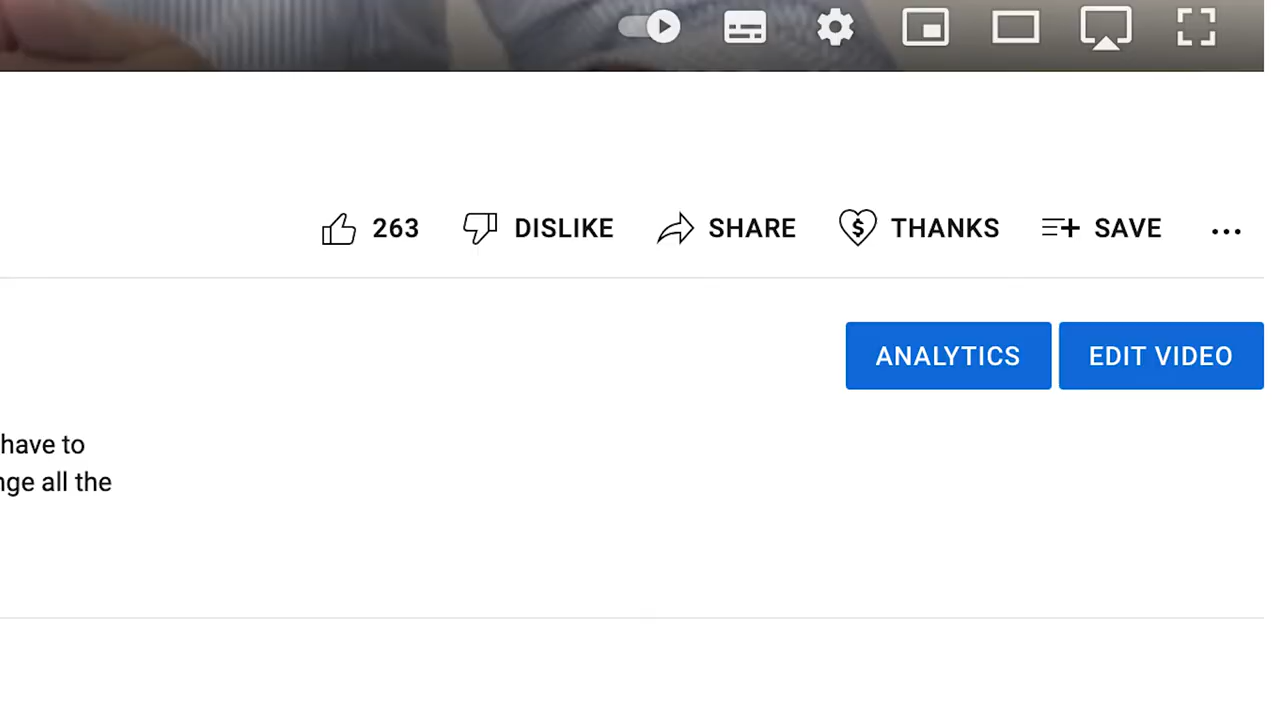 263 DISLIKE SHARE THANKS SAVE ...
ANALYTICS EDIT VIDEO
have to
nge all the